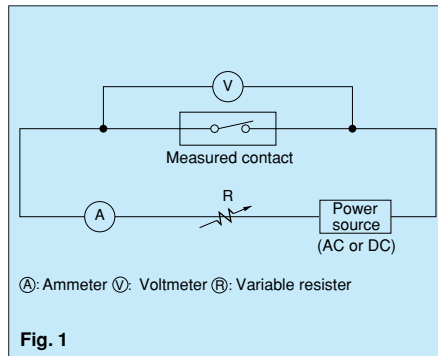 V
Measured contact
R
A
Power
source
(AC or DC)
Ⓐ: Ammeter Ⓥ: Voltmeter Ⓡ: Variable resister
Fig. 1